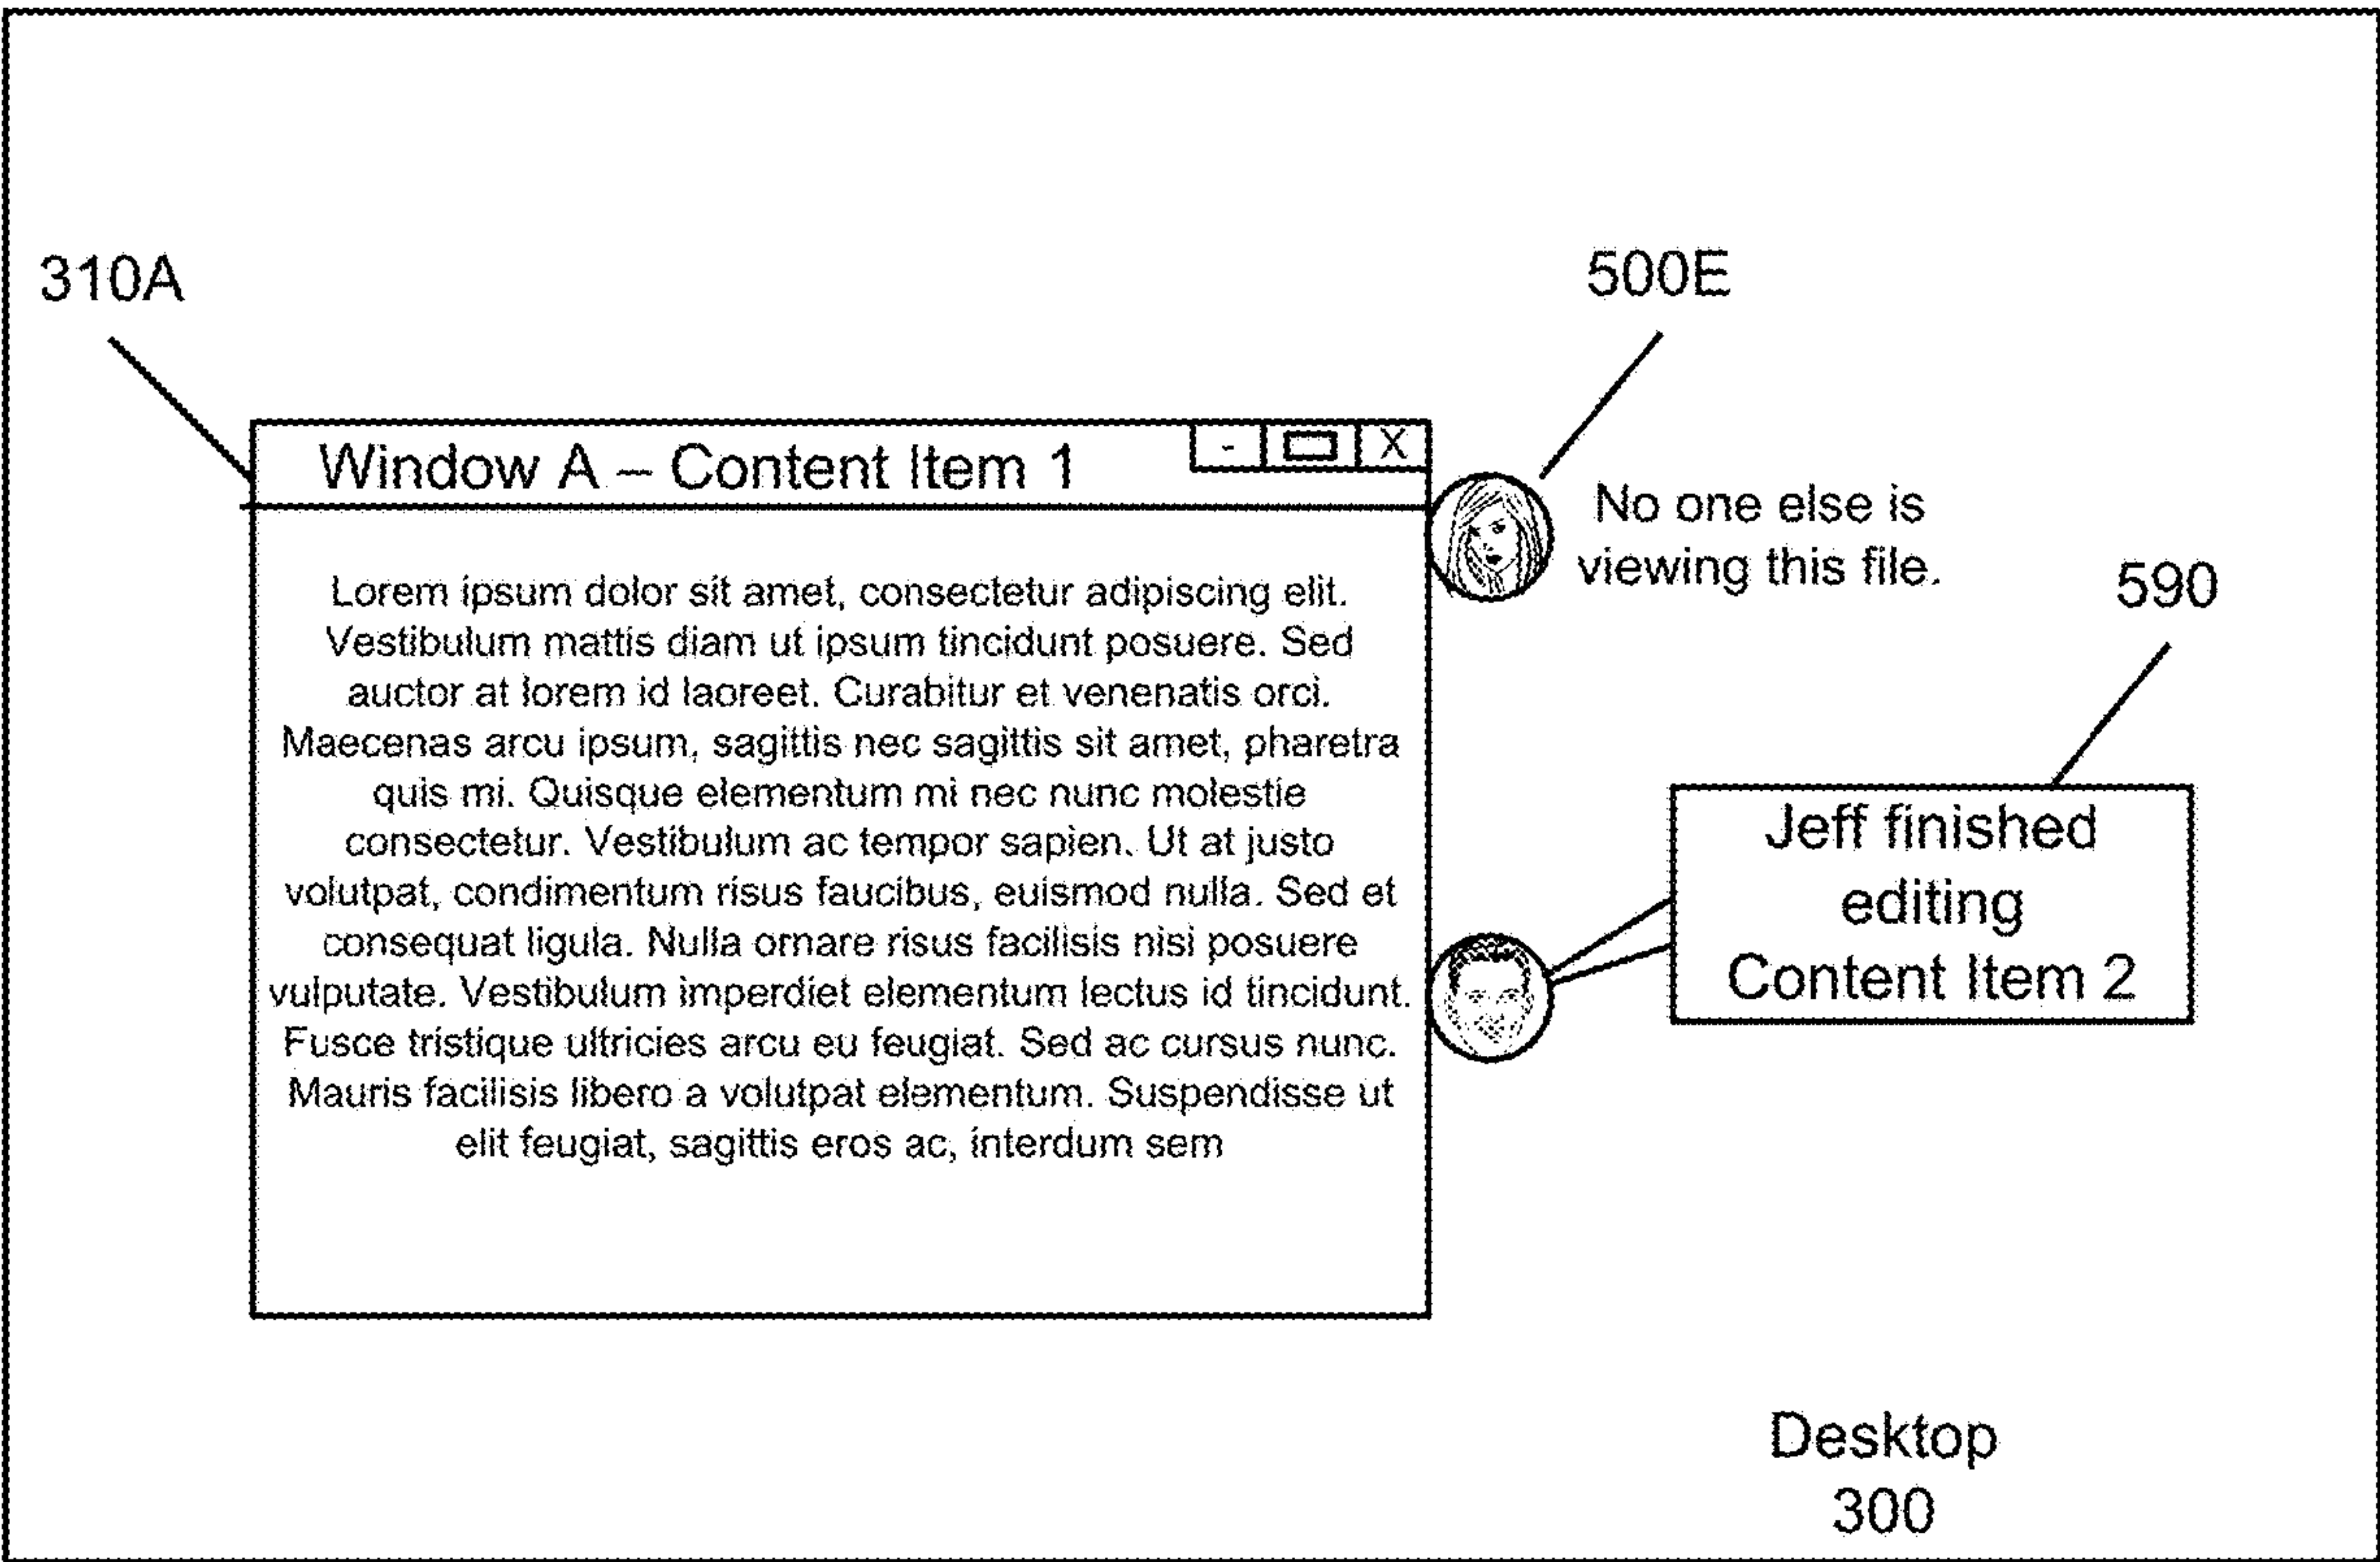 310A
500E
Window A – Content Item 1
- X
No one else is
viewing this file.
590
Lorem ipsum dolor sit amet, consectetur adipiscing elit.
Vestibulum mattis diam ut ipsum tincidunt posuere. Sed
auctor at lorem id laoreet. Curabitur et venenatis orci.
Maecenas arcu ipsum, sagittis nec sagittis sit amet, pharetra
quis mi. Quisque elementum mi nec nunc molestie
consectetur. Vestibulum ac tempor sapien. Ut at justo
volutpat, condimentum risus faucibus, euismod nulla. Sed et
consequat ligula. Nulla ornare risus facilisis nisi posuere
vulputate. Vestibulum imperdiet elementum lectus id tincidunt.
Fusce tristique ultricies arcu eu feugiat. Sed ac cursus nunc.
Mauris facilisis libero a volutpat elementum. Suspendisse ut
elit feugiat, sagittis eros ac, interdum sem
Jeff finished
editing
Content Item 2
Desktop
300